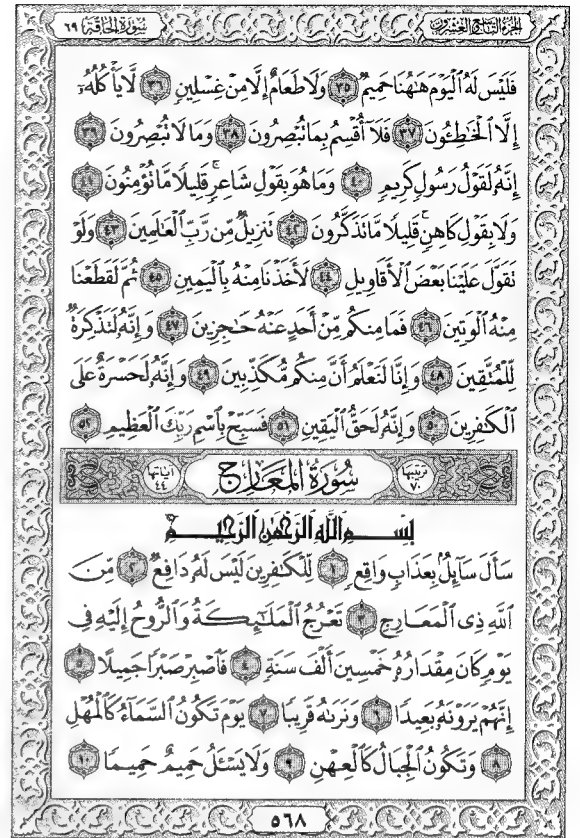 الجزء التاسع والعشرون
سورة الحاقة ٦٩
فَلَيْسَ لَهُ ٱلْيَوْمَ هَٰهُنَا حَمِيمٌ ٣٥ وَلَا طَعَامٌ إِلَّا مِنْ غِسْلِينٍ ٣٦ لَّا يَأْكُلُهُۥٓ
إِلَّا ٱلْخَٰطِـُٔونَ ٣٧ فَلَآ أُقْسِمُ بِمَا تُبْصِرُونَ ٣٨ وَمَا لَا تُبْصِرُونَ ٣٩
إِنَّهُۥ لَقَوْلُ رَسُولٍ كَرِيمٍ ٤٠ وَمَا هُوَ بِقَوْلِ شَاعِرٍ ۚ قَلِيلًا مَّا تُؤْمِنُونَ ٤١
وَلَا بِقَوْلِ كَاهِنٍ ۚ قَلِيلًا مَّا تَذَكَّرُونَ ٤٢ تَنزِيلٌ مِّن رَّبِّ ٱلْعَٰلَمِينَ ٤٣ وَلَوْ
تَقَوَّلَ عَلَيْنَا بَعْضَ ٱلْأَقَاوِيلِ ٤٤ لَأَخَذْنَا مِنْهُ بِٱلْيَمِينِ ٤٥ ثُمَّ لَقَطَعْنَا
مِنْهُ ٱلْوَتِينَ ٤٦ فَمَا مِنكُم مِّنْ أَحَدٍ عَنْهُ حَٰجِزِينَ ٤٧ وَإِنَّهُۥ لَتَذْكِرَةٌ
لِّلْمُتَّقِينَ ٤٨ وَإِنَّا لَنَعْلَمُ أَنَّ مِنكُم مُّكَذِّبِينَ ٤٩ وَإِنَّهُۥ لَحَسْرَةٌ عَلَى
ٱلْكَٰفِرِينَ ٥٠ وَإِنَّهُۥ لَحَقُّ ٱلْيَقِينِ ٥١ فَسَبِّحْ بِٱسْمِ رَبِّكَ ٱلْعَظِيمِ ٥٢
ترتيبها ٧٠ سُورَةُ المَعَارِجِ آياتها ٤٤
بِسْمِ ٱللَّهِ ٱلرَّحْمَٰنِ ٱلرَّحِيمِ
سَأَلَ سَآئِلٌۢ بِعَذَابٍ وَاقِعٍ ١ لِّلْكَٰفِرِينَ لَيْسَ لَهُۥ دَافِعٌ ٢ مِّنَ
ٱللَّهِ ذِى ٱلْمَعَارِجِ ٣ تَعْرُجُ ٱلْمَلَٰٓئِكَةُ وَٱلرُّوحُ إِلَيْهِ فِى
يَوْمٍ كَانَ مِقْدَارُهُۥ خَمْسِينَ أَلْفَ سَنَةٍ ٤ فَٱصْبِرْ صَبْرًا جَمِيلًا ٥
إِنَّهُمْ يَرَوْنَهُۥ بَعِيدًا ٦ وَنَرَىٰهُ قَرِيبًا ٧ يَوْمَ تَكُونُ ٱلسَّمَآءُ كَٱلْمُهْلِ
٨ وَتَكُونُ ٱلْجِبَالُ كَٱلْعِهْنِ ٩ وَلَا يَسْـَٔلُ حَمِيمٌ حَمِيمًا ١٠
٥٦٨